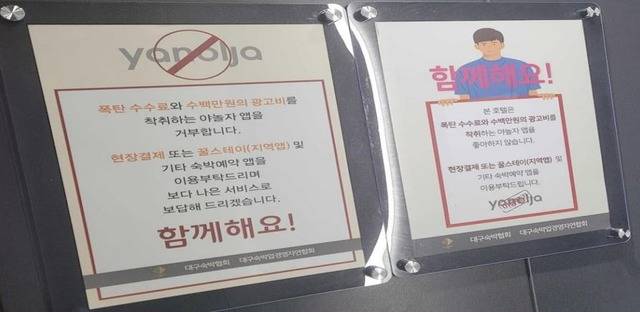 yanolja
폭탄 수수료와 수백만원의 광고비를
착취하는 야놀자 앱을
거부합니다.
현장결제 또는 꿀스테이(지역앱) 및
기타 숙박예약 앱을
이용부탁드리며
보다 나은 서비스로
보답해 드리겠습니다.
함께해요!
대구숙박협회 대구숙박업경영자연합회
함께해요!
본 호텔은
폭탄 수수료와 수백만원의 광고비를
착취하는 야놀자 앱을
좋아하지 않습니다.
현장결제 또는 꿀스테이(지역앱) 및
기타 숙박예약 앱을
이용부탁드립니다.
yanolja
대구숙박협회 대구숙박업경영자연합회